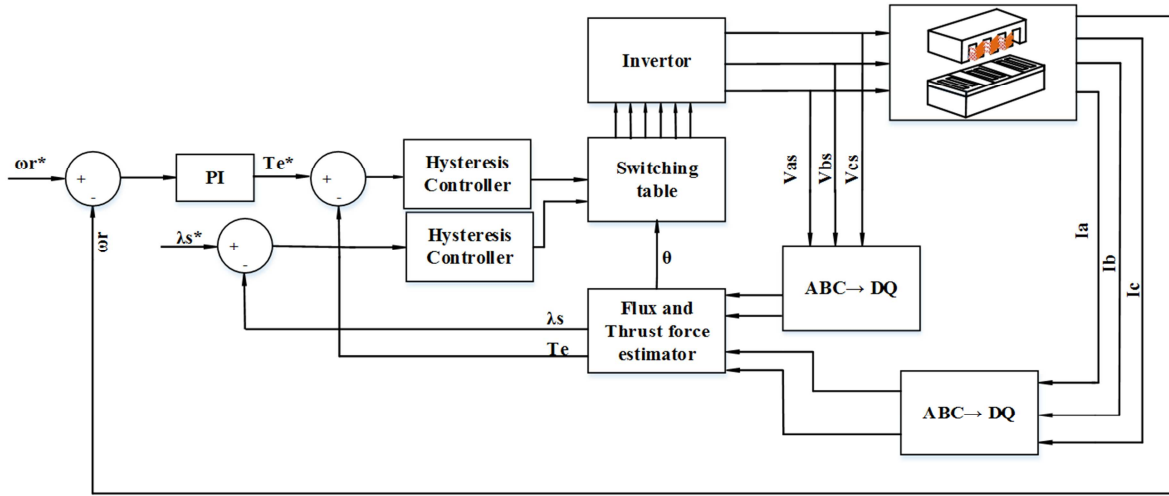 Invertor
ωr*
+
-
PI
Te*
+
-
Hysteresis
Controller
Switching
table
Vas
Vbs
Vcs
ωr
λs*
+
-
Hysteresis
Controller
θ
ABC→ DQ
Ia
Ib
Ic
λs
Te
Flux and
Thrust force
estimator
ABC→ DQ